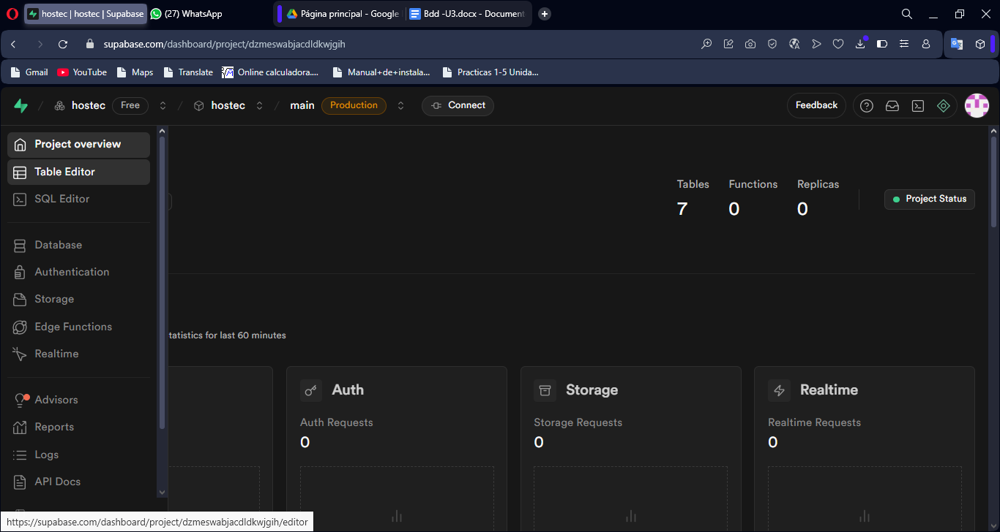 hostec | hostec | Supabase
(27) WhatsApp
Página principal - Google
Bdd -U3.docx - Document
supabase.com/dashboard/project/dzmeswabjacdldkwjgih
Gmail
YouTube
Maps
Translate
Online calculadora....
Manual+de+instala...
Practicas 1-5 Unida...
hostec Free
hostec
main Production
Connect
Feedback
Project overview
Table Editor
SQL Editor
Database
Authentication
Storage
Edge Functions
Realtime
Advisors
Reports
Logs
API Docs
Tables Functions Replicas
7 0 0
Project Status
tatistics for last 60 minutes
Auth
Auth Requests
0
Storage
Storage Requests
0
Realtime
Realtime Requests
0
https://supabase.com/dashboard/project/dzmeswabjacdldkwjgih/editor